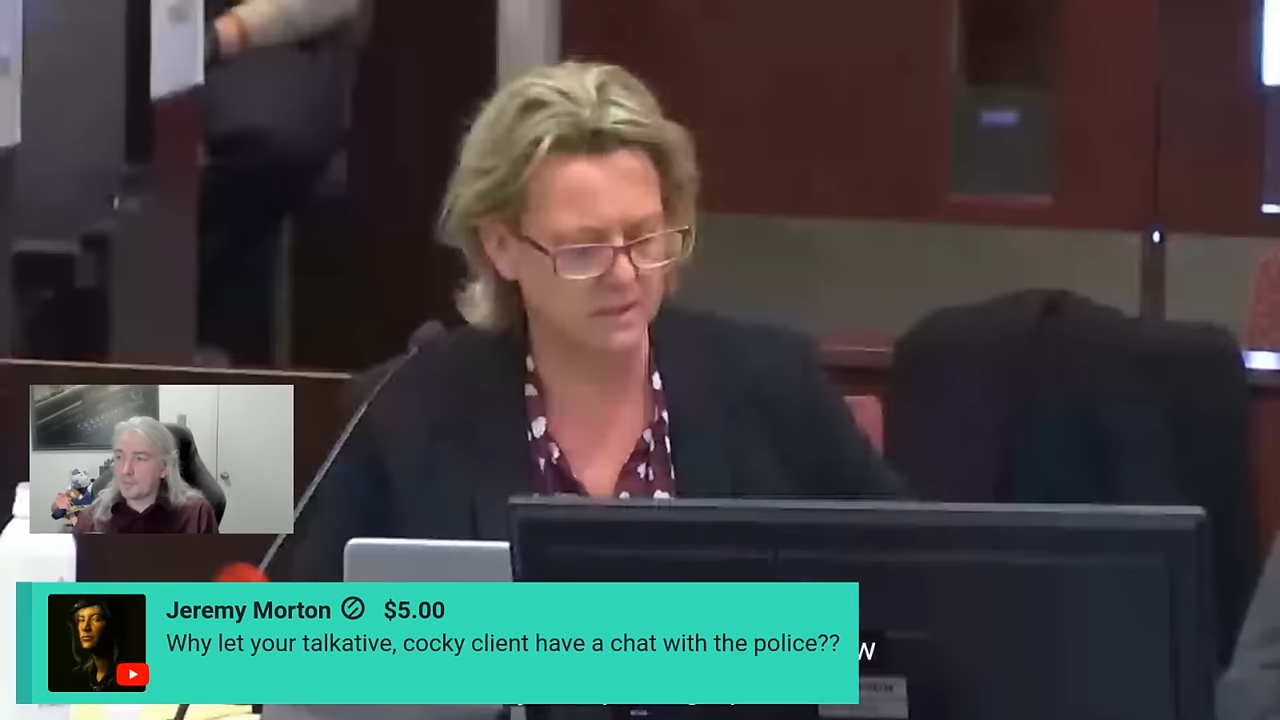 Jeremy Morton $5.00
Why let your talkative, cocky client have a chat with the police??
w